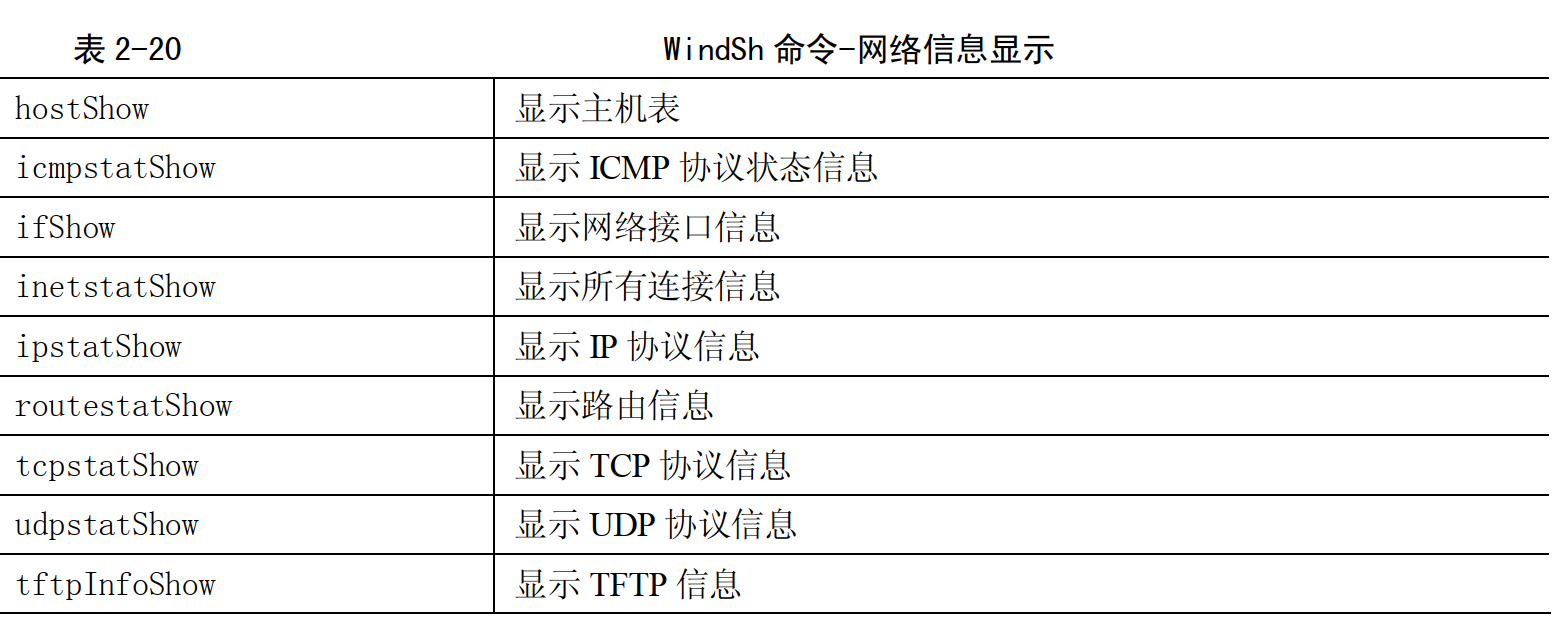 表 2-20 WindSh 命令-网络信息显示
hostShow 显示主机表
icmpstatShow 显示 ICMP 协议状态信息
ifShow 显示网络接口信息
inetstatShow 显示所有连接信息
ipstatShow 显示 IP 协议信息
routestatShow 显示路由信息
tcpstatShow 显示 TCP 协议信息
udpstatShow 显示 UDP 协议信息
tftpInfoShow 显示 TFTP 信息